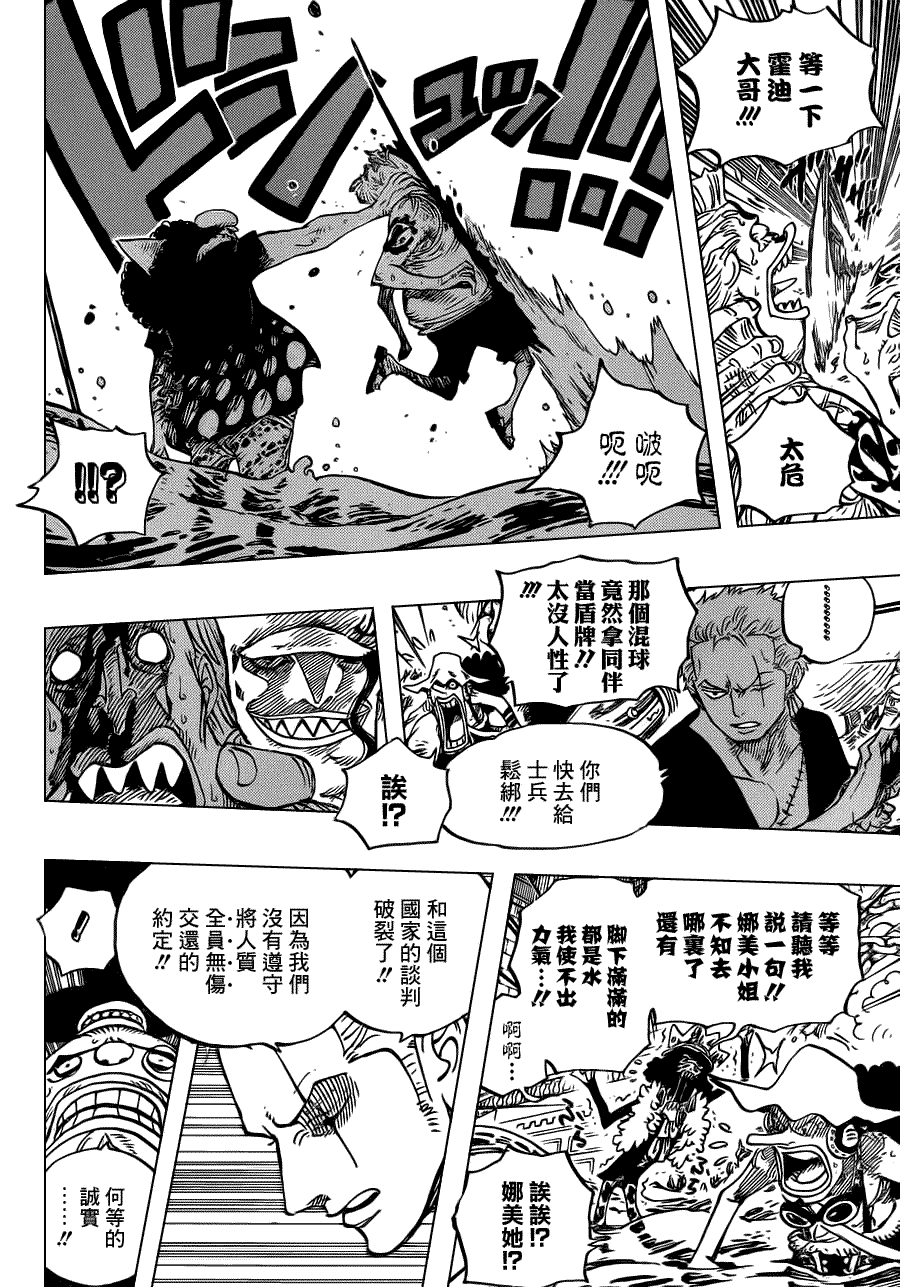 等一下
霍迪
大哥!!!
太危
ドンッ!!!
啵呃
呃!!!
!!?
…………
那個混球
竟然拿同伴
當盾牌!!
太沒人性了
!!!
你們
快去給
士兵
鬆綁
!!!
誒!?
等等
請聽我
説一句!!
娜美小姐
不知去
哪裏了
還有
脚下滿滿的
都是水
我使不出
力氣…!!
啊
啊…
誒誒!?
娜美她!?
和這個
國家的談判
破裂了!!
因為我們
沒有遵守
將人質
全員無傷
交還的
約定!!
!
何等的
誠實
……!!